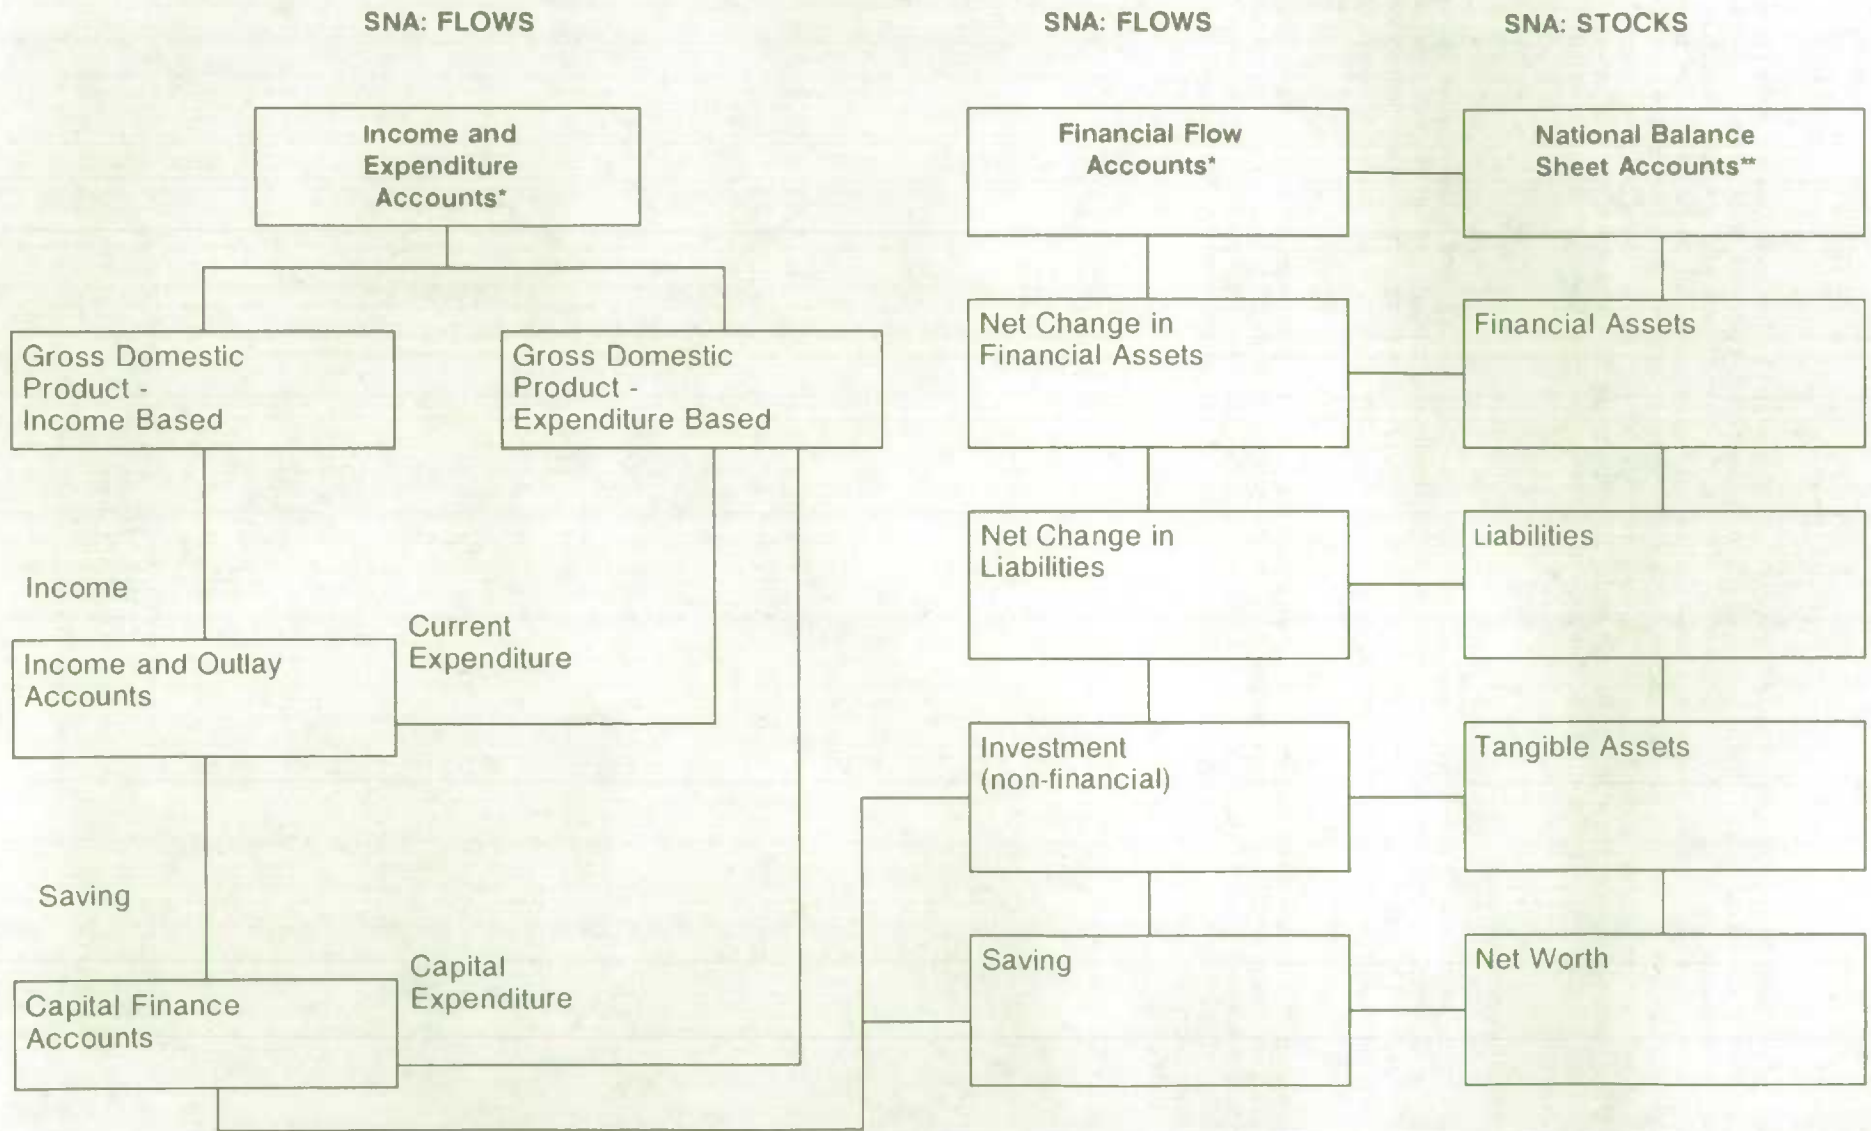 SNA: FLOWS
SNA: FLOWS
SNA: STOCKS
Income and
Expenditure
Accounts*
Financial Flow
Accounts*
National Balance
Sheet Accounts**
Gross Domestic
Product -
Income Based
Gross Domestic
Product -
Expenditure Based
Net Change in
Financial Assets
Financial Assets
Income
Net Change in
Liabilities
Liabilities
Current
Expenditure
Income and Outlay
Accounts
Investment
(non-financial)
Tangible Assets
Saving
Capital
Expenditure
Saving
Net Worth
Capital Finance
Accounts